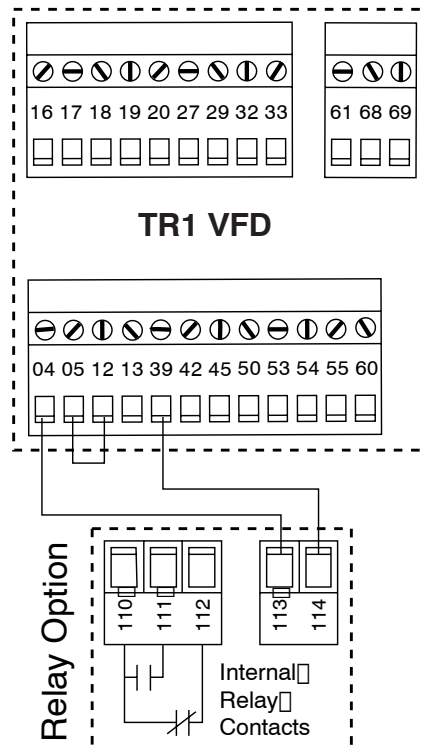 16 17 18 19 20 27 29 32 33
61 68 69
TR1 VFD
04 05 12 13 39 42 45 50 53 54 55 60
Relay Option
110 111 112
113 114
Internal▯
Relay▯
Contacts